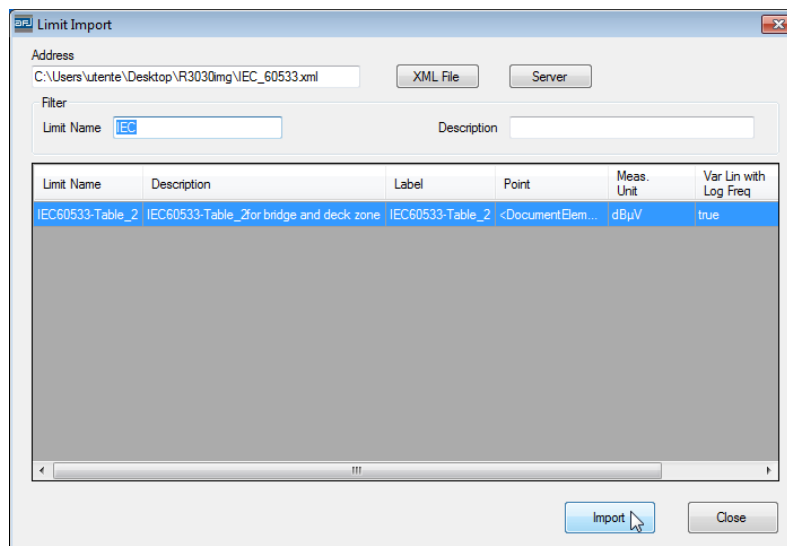 Limit Import
Address
C:\Users\utente\Desktop\R3030img\IEC_60533.xml XML File Server
Filter
Limit Name IEC Description
Limit Name Description Label Point Meas. Unit Var Lin with Log Freq
IEC60533-Table_2 IEC60533-Table_2for bridge and deck zone IEC60533-Table_2 <DocumentElem... dBμV true
Import Close